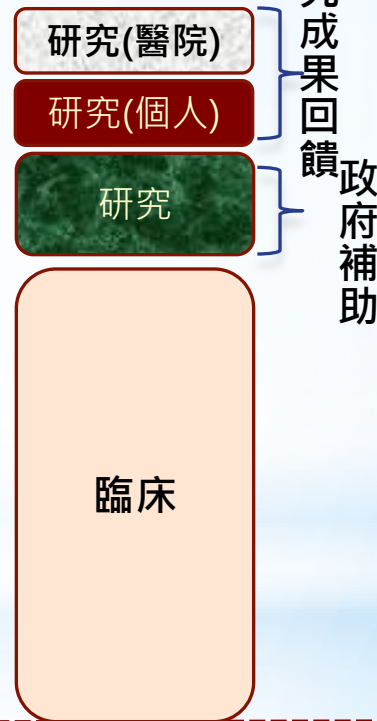 研究(醫院)
研究(個人)
成果回饋
研究
政府補助
臨床